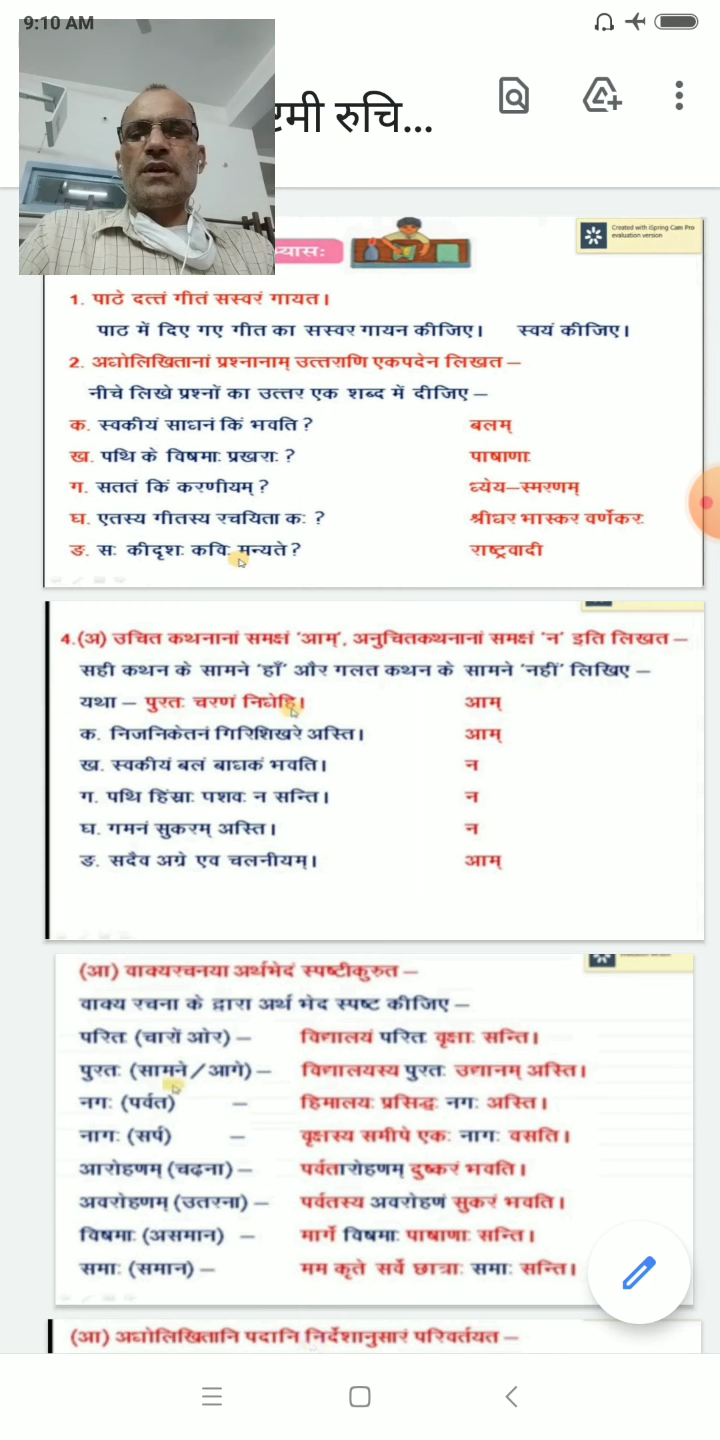 9:10 AM
ष्टमी रुचि...
Created with iSpring Cam Pro
evaluation version
भ्यासः
1. पाठे दत्तं गीतं सस्वरं गायत।
पाठ में दिए गए गीत का सस्वर गायन कीजिए। स्वयं कीजिए।
2. अधोलिखितानां प्रश्नानाम् उत्तराणि एकपदेन लिखत –
नीचे लिखे प्रश्नों का उत्तर एक शब्द में दीजिए –
क. स्वकीयं साधनं किं भवति? बलम्
ख. पथि के विषमाः प्रखराः? पाषाणाः
ग. सततं किं करणीयम्? ध्येय–स्मरणम्
घ. एतस्य गीतस्य रचयिता कः? श्रीधर भास्कर वर्णेकरः
ङ. सः कीदृशः कविः मन्यते? राष्ट्रवादी
4.(अ) उचित कथनानां समक्षं 'आम्', अनुचितकथनानां समक्षं 'न' इति लिखत –
सही कथन के सामने 'हाँ' और गलत कथन के सामने 'नहीं' लिखिए –
यथा – पुरतः चरणं निधेहि। आम्
क. निजनिकेतनं गिरिशिखरे अस्ति। आम्
ख. स्वकीयं बलं बाधकं भवति। न
ग. पथि हिंस्राः पशवः न सन्ति। न
घ. गमनं सुकरम् अस्ति। न
ङ. सदैव अग्रे एव चलनीयम्। आम्
(आ) वाक्यरचनया अर्थभेदं स्पष्टीकुरुत –
वाक्य रचना के द्वारा अर्थ भेद स्पष्ट कीजिए –
परितः (चारों ओर) – विद्यालयं परितः वृक्षाः सन्ति।
पुरतः (सामने/आगे) – विद्यालयस्य पुरतः उद्यानम् अस्ति।
नगः (पर्वत) – हिमालयः प्रसिद्धः नगः अस्ति।
नागः (सर्प) – वृक्षस्य समीपे एकः नागः वसति।
आरोहणम् (चढ़ना) – पर्वतारोहणम् दुष्करं भवति।
अवरोहणम् (उतरना) – पर्वतस्य अवरोहणं सुकरं भवति।
विषमाः (असमान) – मार्गे विषमाः पाषाणाः सन्ति।
समाः (समान) – मम कृते सर्वे छात्राः समाः सन्ति।
(आ) अधोलिखितानि पदानि निर्देशानुसारं परिवर्तयत –